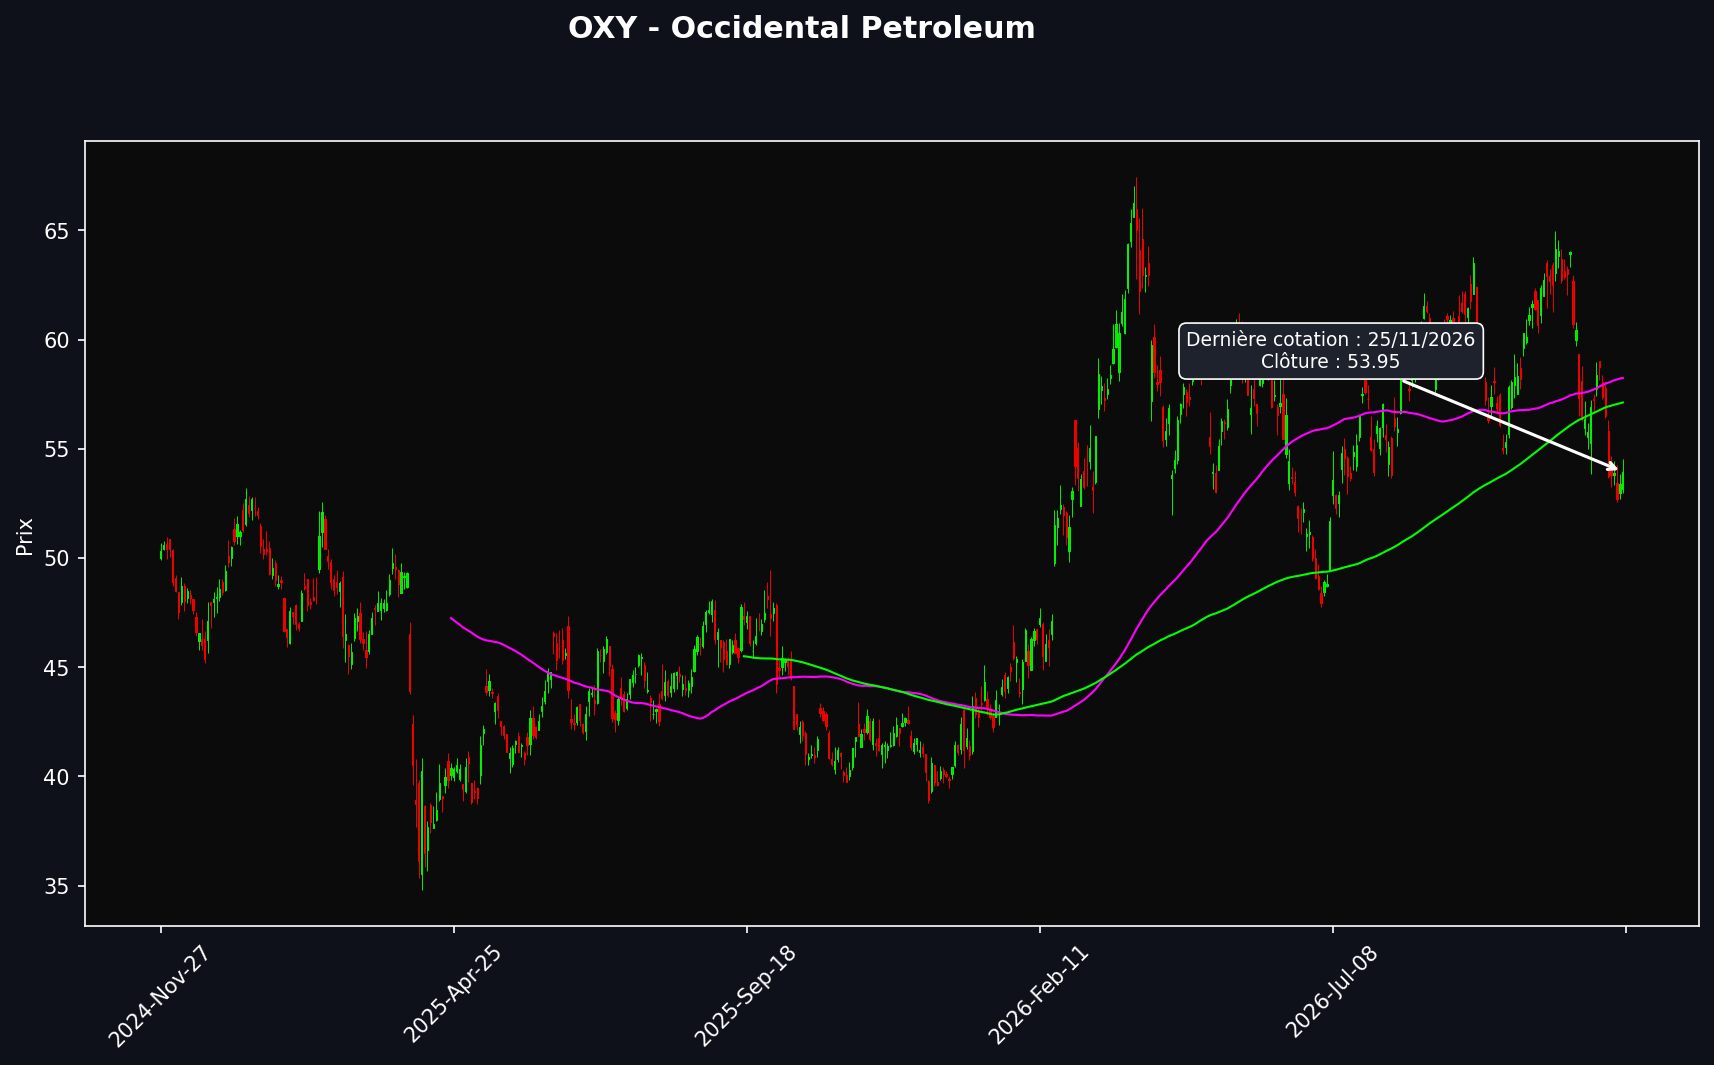 OXY - Occidental Petroleum
Prix
65
60
55
50
45
40
35
Dernière cotation : 25/11/2026
Clôture : 53.95
2024-Nov-27
2025-Apr-25
2025-Sep-18
2026-Feb-11
2026-Jul-08